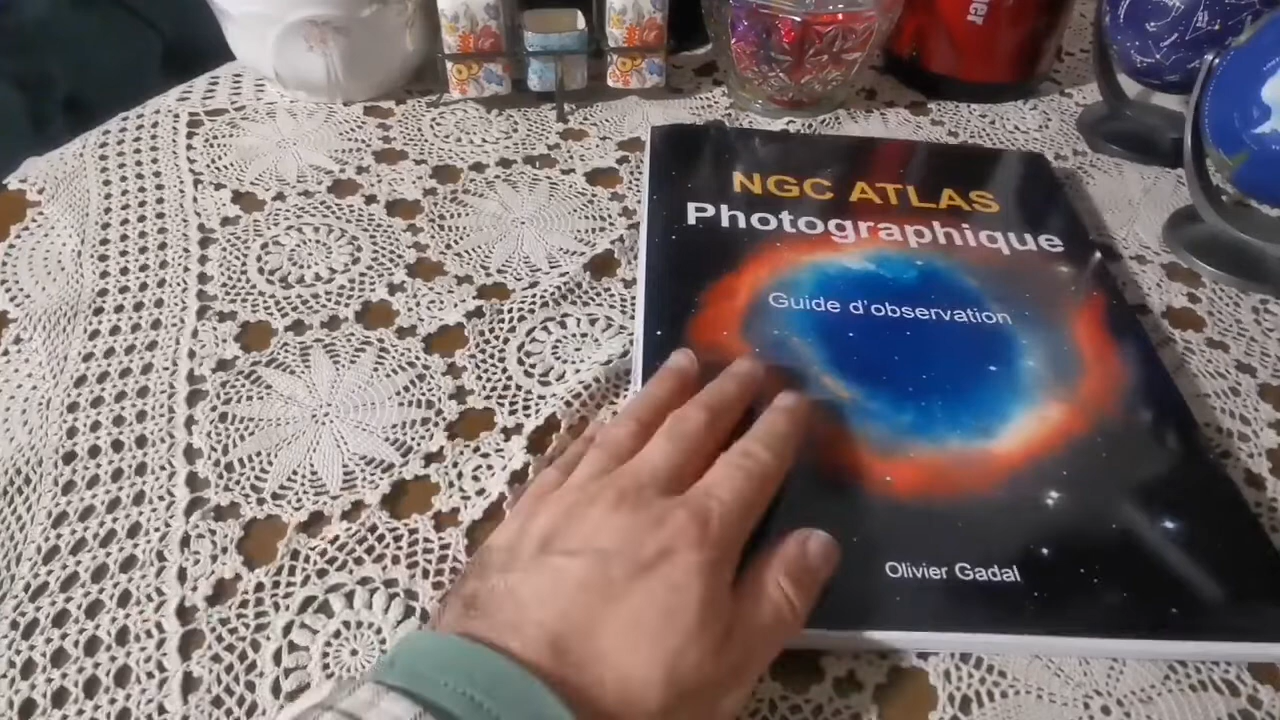 NGC ATLAS
Photographique
Guide d'observation
Olivier Gadal